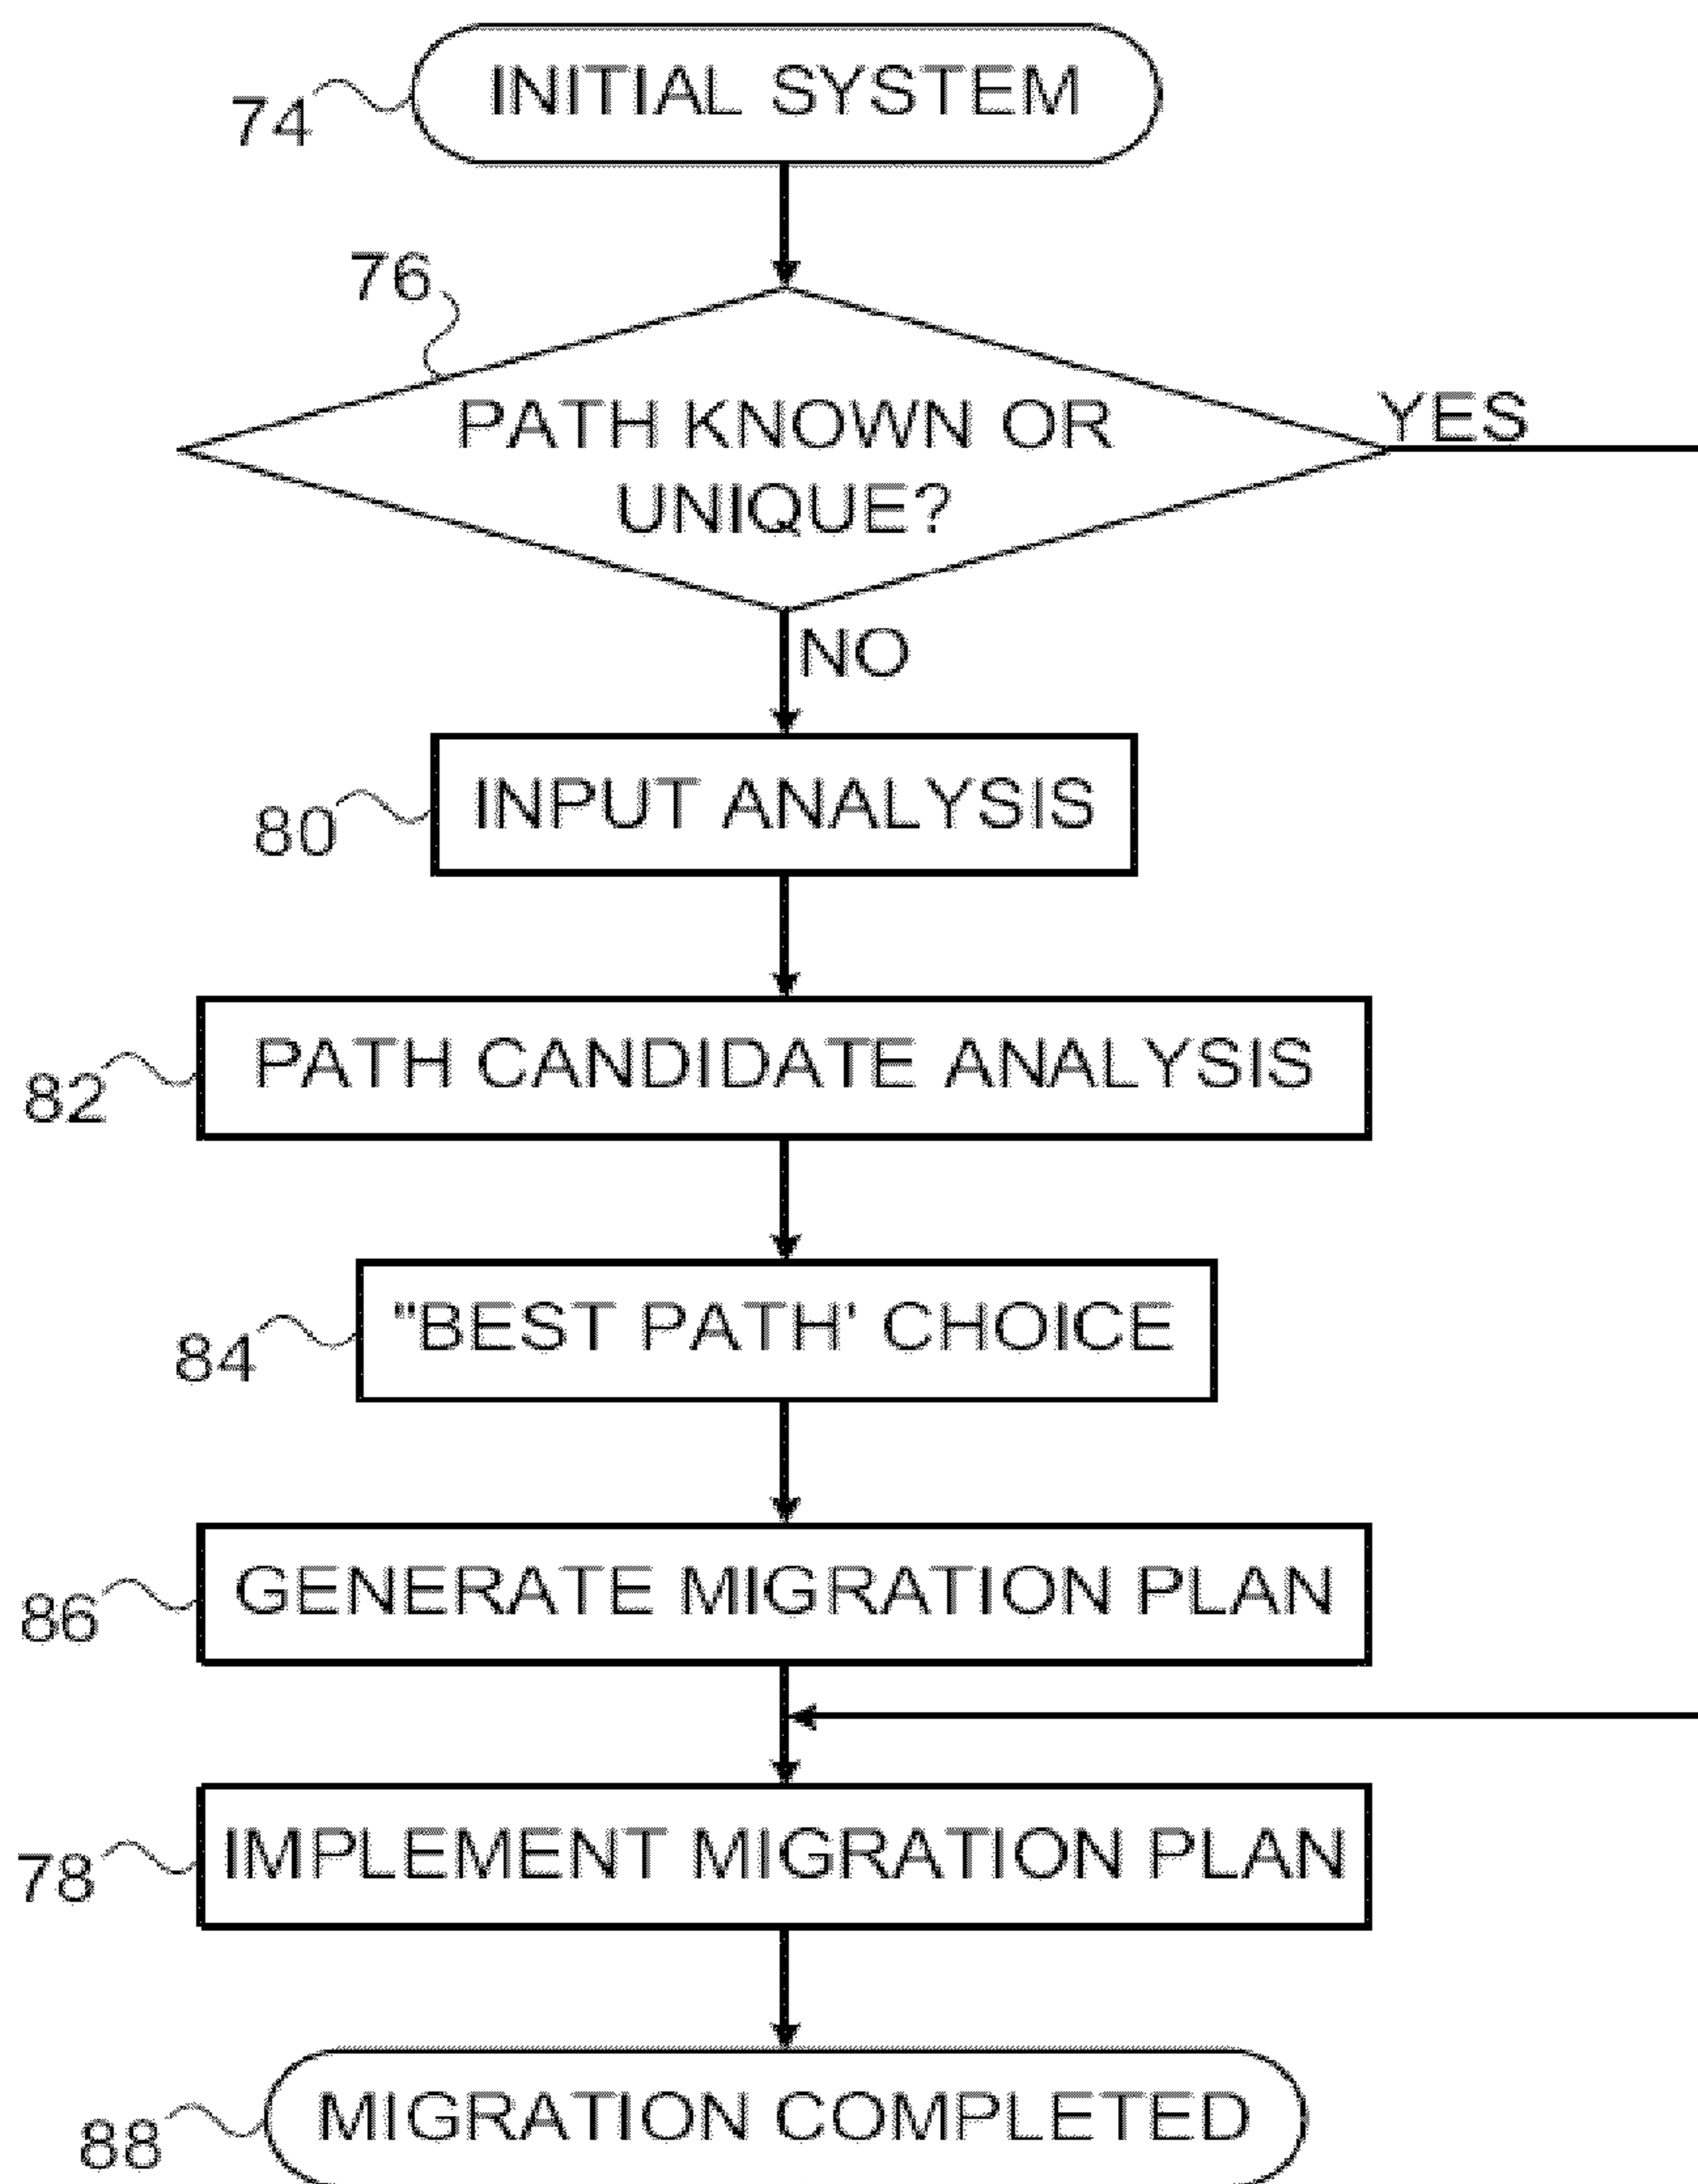 INITIAL SYSTEM
74
76
PATH KNOWN OR
UNIQUE?
YES
NO
INPUT ANALYSIS
80
PATH CANDIDATE ANALYSIS
82
"BEST PATH' CHOICE
84
GENERATE MIGRATION PLAN
86
IMPLEMENT MIGRATION PLAN
78
MIGRATION COMPLETED
88